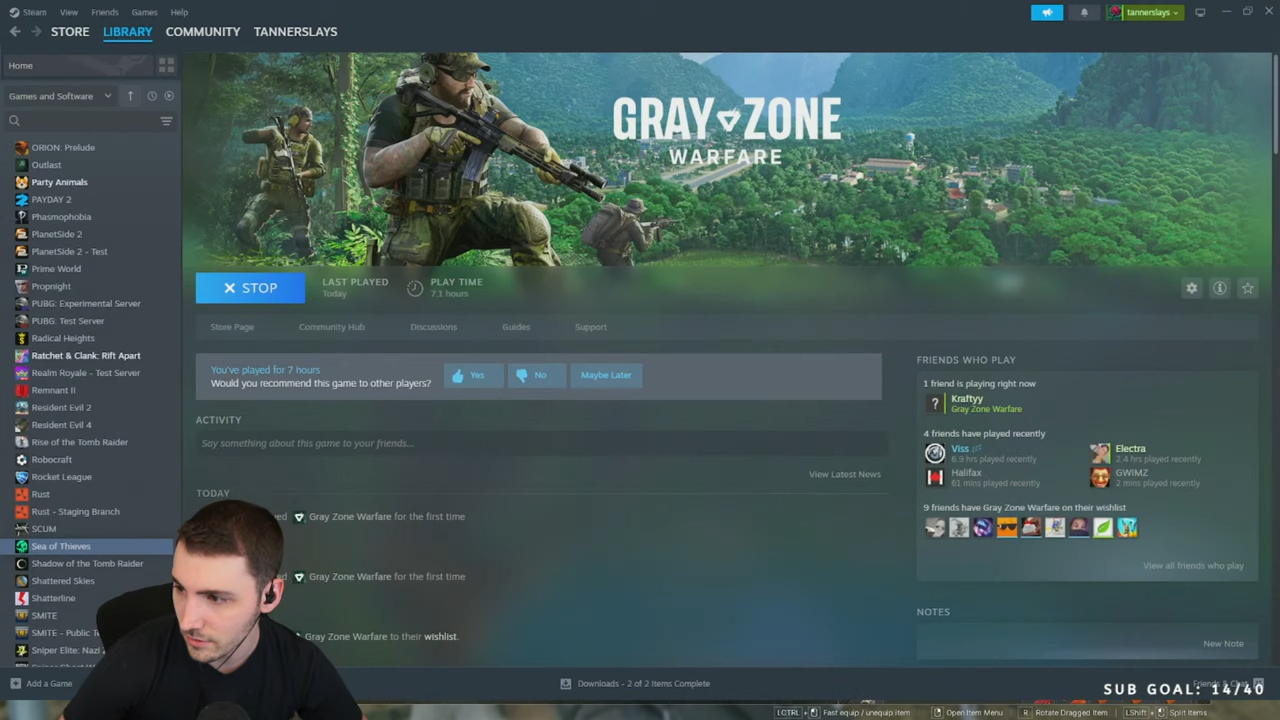 Steam View Friends Games Help
tannerslays
STORE LIBRARY COMMUNITY TANNERSLAYS
Home
Games and Software
ORION: Prelude
Outlast
Party Animals
PAYDAY 2
Phasmophobia
PlanetSide 2
PlanetSide 2 - Test
Prime World
Propnight
PUBG: Experimental Server
PUBG: Test Server
Radical Heights
Ratchet & Clank: Rift Apart
Realm Royale - Test Server
Remnant II
Resident Evil 2
Resident Evil 4
Rise of the Tomb Raider
Robocraft
Rocket League
Rust
Rust - Staging Branch
SCUM
Sea of Thieves
Shadow of the Tomb Raider
Shattered Skies
Shatterline
SMITE
SMITE - Public Te
Sniper Elite: Nazi Z
Add a Game
GRAY ZONE
WARFARE
STOP
LAST PLAYED
Today
PLAY TIME
7.1 hours
Store Page Community Hub Discussions Guides Support
You've played for 7 hours
Would you recommend this game to other players?
Yes No Maybe Later
ACTIVITY
Say something about this game to your friends...
View Latest News
TODAY
Gray Zone Warfare for the first time
Gray Zone Warfare for the first time
Gray Zone Warfare to their wishlist.
FRIENDS WHO PLAY
1 friend is playing right now
Kraftyy
Gray Zone Warfare
4 friends have played recently
Viss
6.9 hrs played recently
Electra
2.4 hrs played recently
Halifax
61 mins played recently
GWIMZ
2 mins played recently
9 friends have Gray Zone Warfare on their wishlist
View all friends who play
NOTES
New Note
Downloads - 2 of 2 Items Complete
Friends & Chat
SUB GOAL: 14/40
LCTRL + Fast equip / unequip item Open Item Menu R Rotate Dragged Item LShift + Split Items